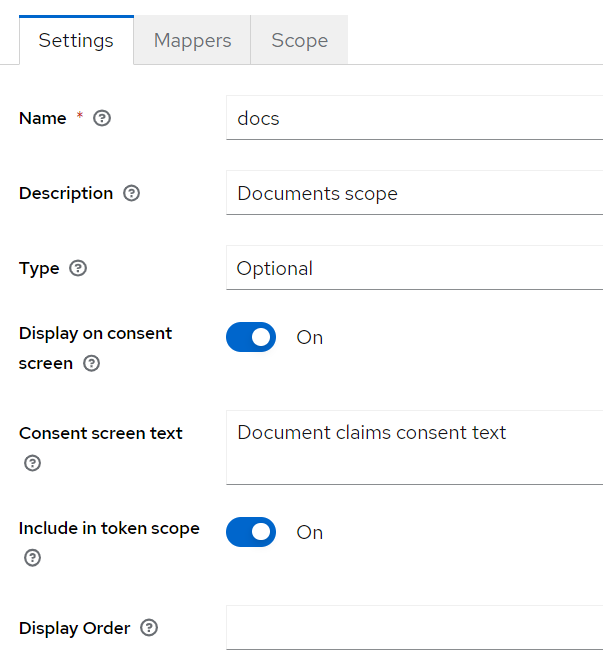 Settings Mappers Scope
Name * docs
Description Documents scope
Type Optional
Display on consent
screen On
Consent screen text Document claims consent text
Include in token scope On
Display Order